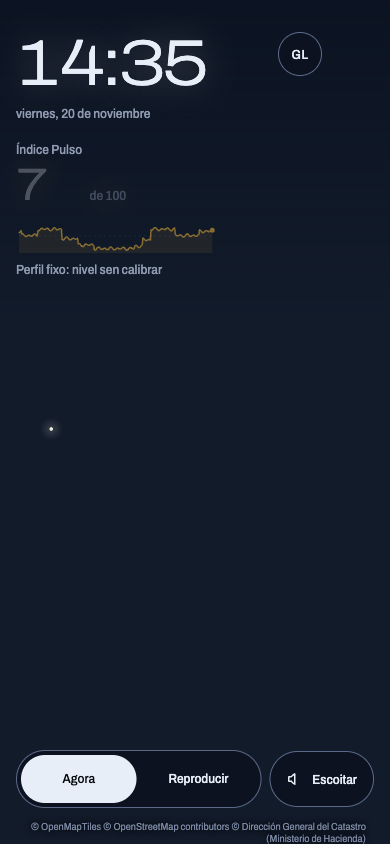 14:35
GL
viernes, 20 de noviembre
Índice Pulso
7 de 100
Perfil fixo: nivel sen calibrar
Agora
Reproducir
Escoitar
© OpenMapTiles © OpenStreetMap contributors © Dirección General del Catastro
(Ministerio de Hacienda)